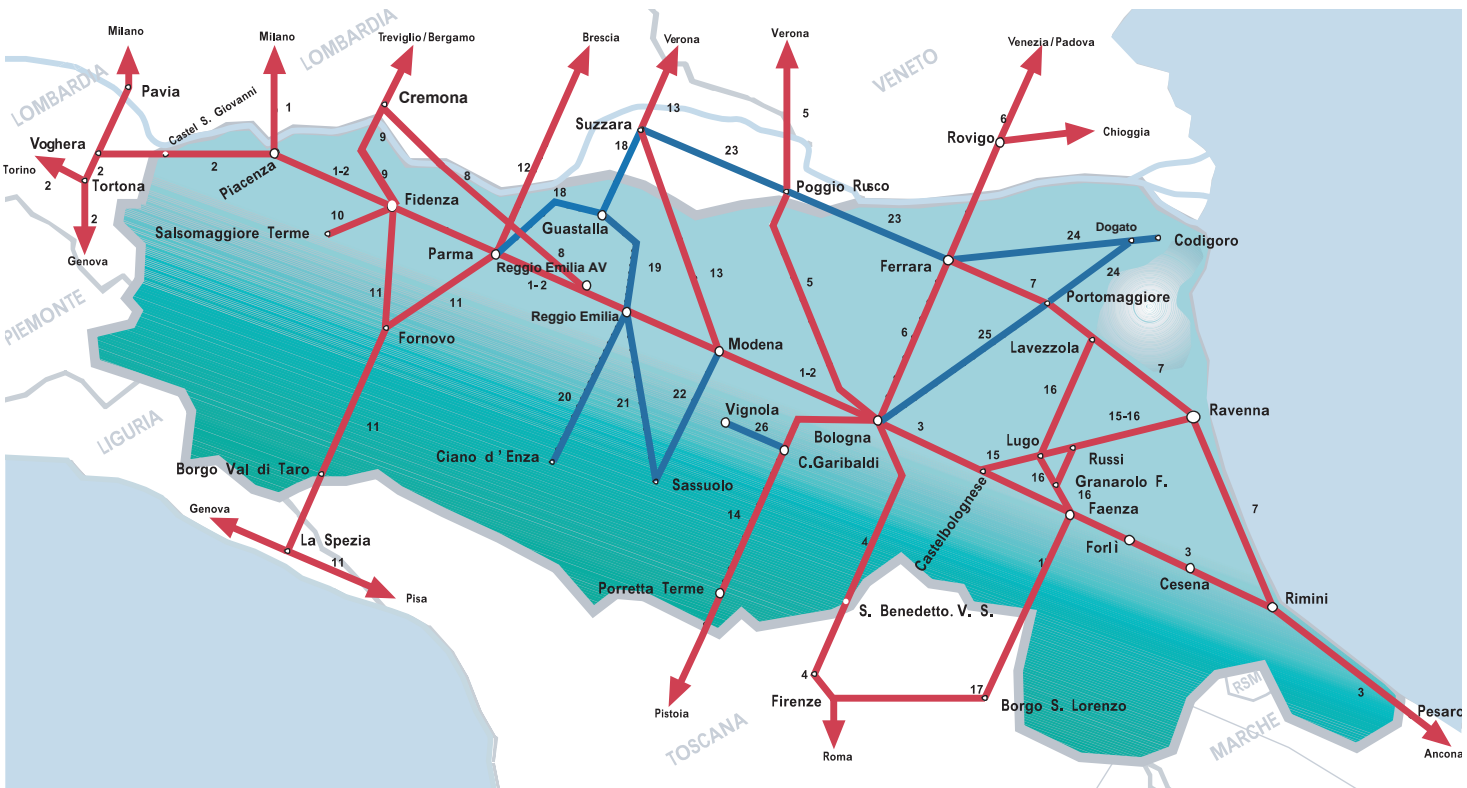 Milano
Milano
LOMBARDIA
Treviglio/Bergamo
Brescia
Verona
Verona
Venezia/Padova
VENETO
LOMBARDIA
Pavia
Castel S. Giovanni
1
Cremona
13
5
6
Chioggia
Voghera
Suzzara
Rovigo
Torino
2
2
2
Tortona
2
Genova
Piacenza
1-2
9
9
8
12
18
18
23
Poggio Rusco
Fidenza
10
Salsomaggiore Terme
Guastalla
23
24
Dogato
Codigoro
24
Parma
8
Reggio Emilia AV
1-2
19
13
5
Ferrara
7
Portomaggiore
PIEMONTE
11
11
Fornovo
Reggio Emilia
Modena
6
25
Lavezzola
7
1-2
LIGURIA
11
20
21
22
Vignola
26
16
15-16
Ravenna
Bologna
3
C.Garibaldi
Lugo
Russi
Borgo Val di Taro
Ciano d'Enza
Sassuolo
15
16
Granarolo F.
16
Faenza
Castelbolognese
Genova
14
4
7
La Spezia
11
Forlì
3
Cesena
1
Pisa
Porretta Terme
S. Benedetto. V. S.
Rimini
4
17
Firenze
Borgo S. Lorenzo
RSM
3
Pistoia
TOSCANA
MARCHE
Pesaro
Roma
Ancona